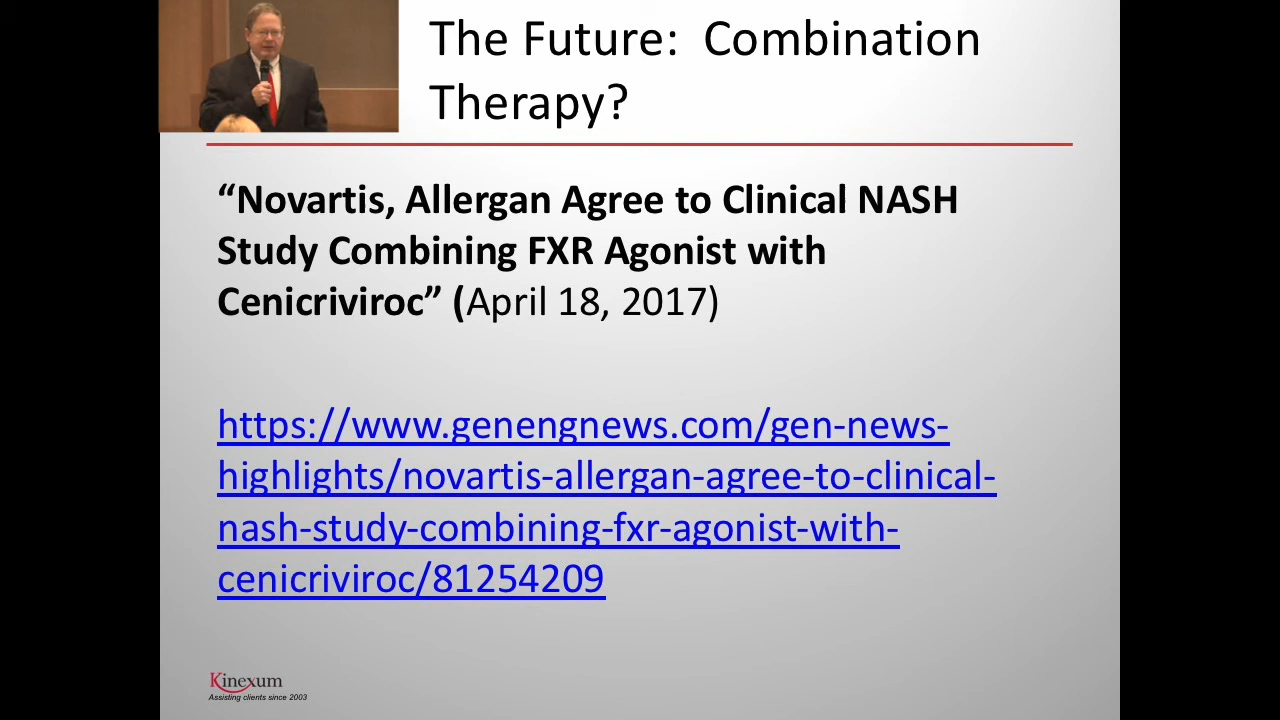 The Future:  Combination
Therapy?
“Novartis, Allergan Agree to Clinical NASH
Study Combining FXR Agonist with
Cenicriviroc” (April 18, 2017)
https://www.genengnews.com/gen-news-
highlights/novartis-allergan-agree-to-clinical-
nash-study-combining-fxr-agonist-with-
cenicriviroc/81254209
Kinexum
Assisting clients since 2003